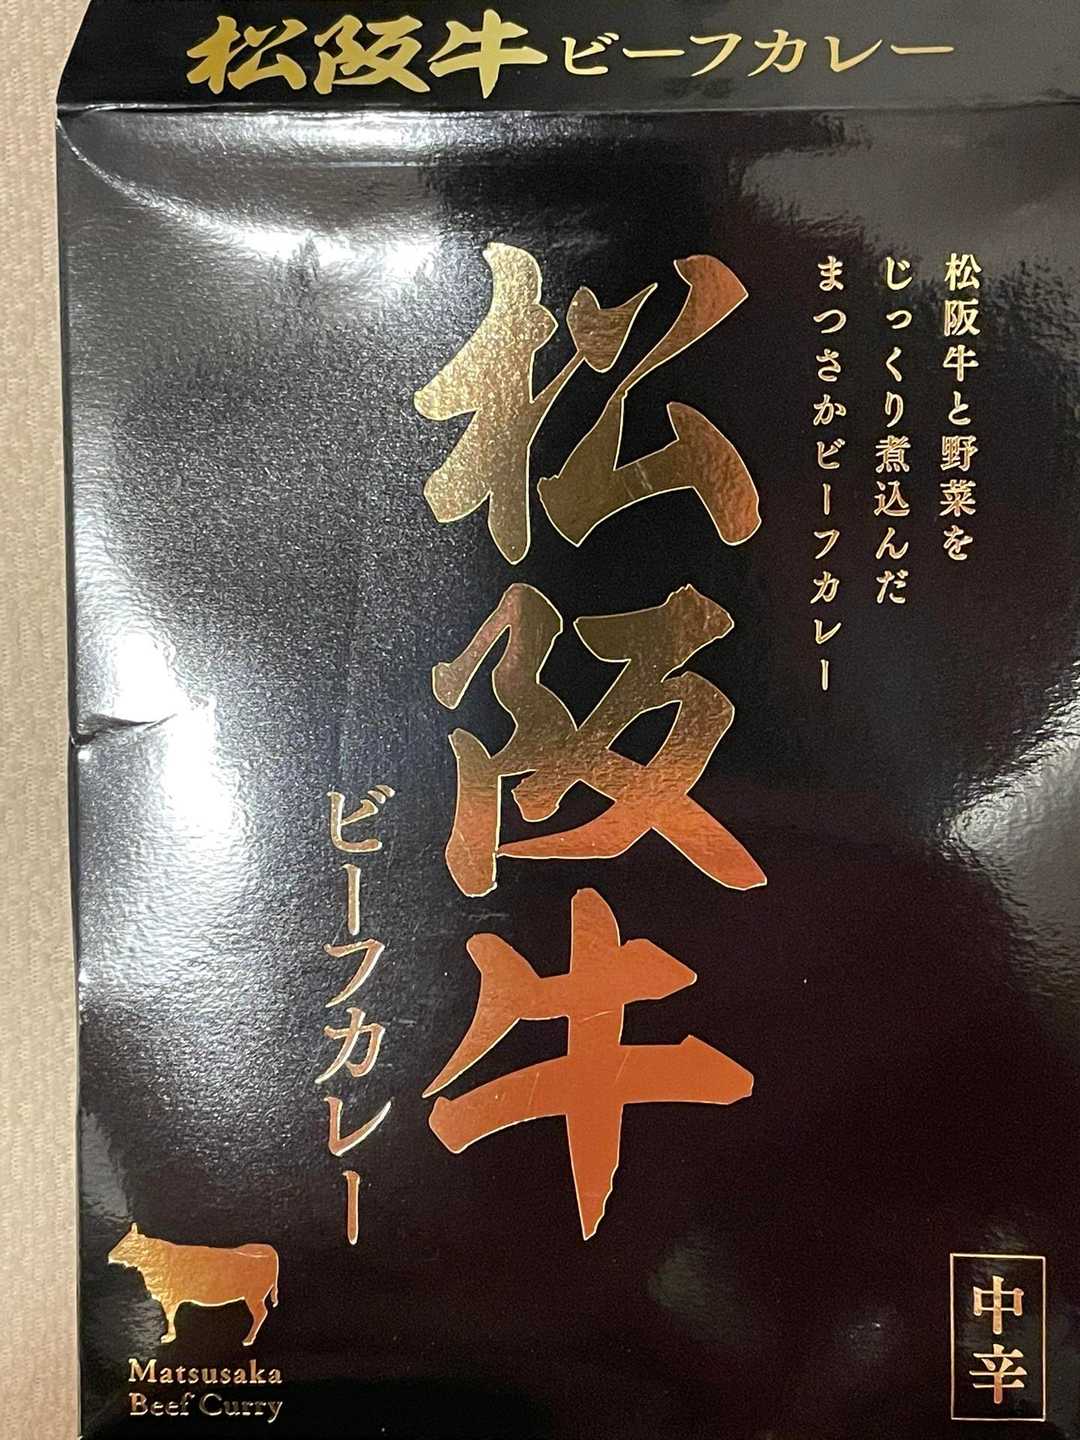 松阪牛ビーフカレー
松阪牛と野菜を
じっくり煮込んだ
まつさかビーフカレー
松阪牛
ビーフカレー
Matsusaka
Beef Curry
中辛